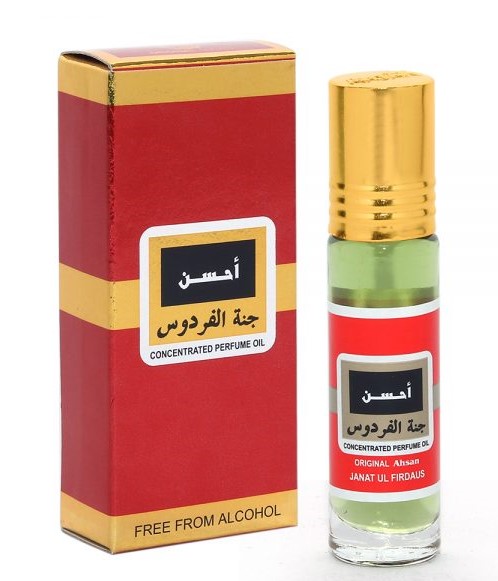 أحسن
جنة الفردوس
CONCENTRATED PERFUME OIL
FREE FROM ALCOHOL
أحسن
جنة الفردوس
CONCENTRATED PERFUME OIL
ORIGINAL Ahsan
JANAT UL FIRDAUS